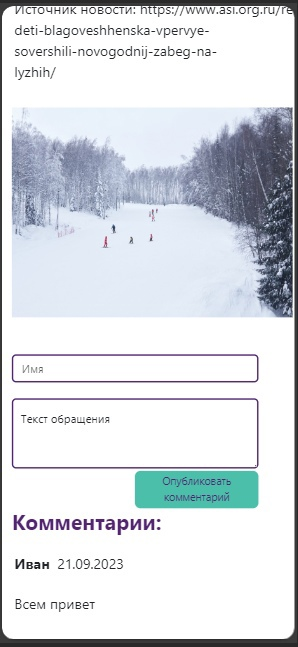 Источник новости: https://www.asi.org.ru/re
deti-blagoveshhenska-vpervye-
sovershili-novogodnij-zabeg-na-
lyzhih/
Имя
Текст обращения
Опубликовать
комментарий
Комментарии:
Иван 21.09.2023
Всем привет